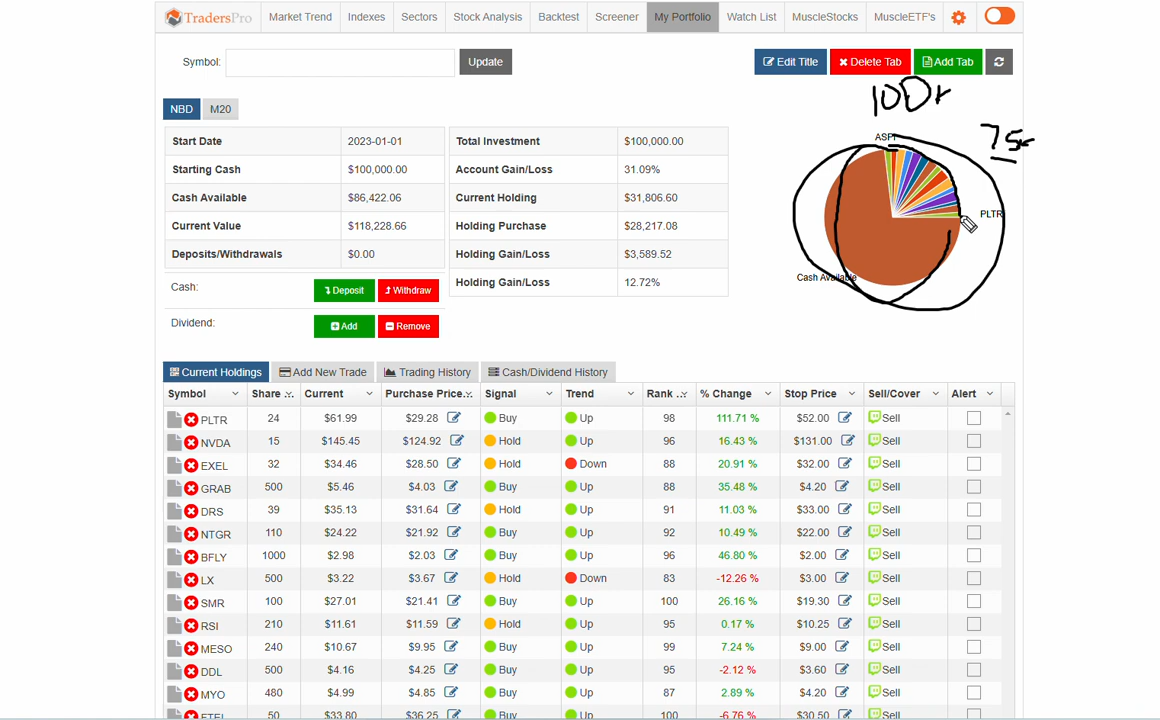 TradersPro Market Trend Indexes Sectors Stock Analysis Backtest Screener My Portfolio Watch List MuscleStocks MuscleETF's
Symbol: Update Edit Title Delete Tab Add Tab
NBD M20
Start Date 2023-01-01 Total Investment $100,000.00
Starting Cash $100,000.00 Account Gain/Loss 31.09%
Cash Available $86,422.06 Current Holding $31,806.60
Current Value $118,228.66 Holding Purchase $28,217.08
Deposits/Withdrawals $0.00 Holding Gain/Loss $3,589.52
Holding Gain/Loss 12.72%
Cash: Deposit Withdraw
Dividend: Add Remove
100k
75k
PLTR
Cash Available
Current Holdings Add New Trade Trading History Cash/Dividend History
Symbol Share ... Current Purchase Price... Signal Trend Rank ... % Change Stop Price Sell/Cover Alert
PLTR 24 $61.99 $29.28 Buy Up 98 111.71 % $52.00 Sell
NVDA 15 $145.45 $124.92 Hold Up 96 16.43 % $131.00 Sell
EXEL 32 $34.46 $28.50 Hold Down 88 20.91 % $32.00 Sell
GRAB 500 $5.46 $4.03 Buy Up 88 35.48 % $4.20 Sell
DRS 39 $35.13 $31.64 Hold Up 91 11.03 % $33.00 Sell
NTGR 110 $24.22 $21.92 Buy Up 92 10.49 % $22.00 Sell
BFLY 1000 $2.98 $2.03 Buy Up 96 46.80 % $2.00 Sell
LX 500 $3.22 $3.67 Hold Down 83 -12.26 % $3.00 Sell
SMR 100 $27.01 $21.41 Buy Up 100 26.16 % $19.30 Sell
RSI 210 $11.61 $11.59 Hold Up 95 0.17 % $10.25 Sell
MESO 240 $10.67 $9.95 Buy Up 99 7.24 % $9.00 Sell
DDL 500 $4.16 $4.25 Buy Up 95 -2.12 % $3.60 Sell
MYO 480 $4.99 $4.85 Buy Up 87 2.89 % $4.20 Sell
50 $33.80 $36.25 Buy Up 100 -6.76 % $30.50 Sell